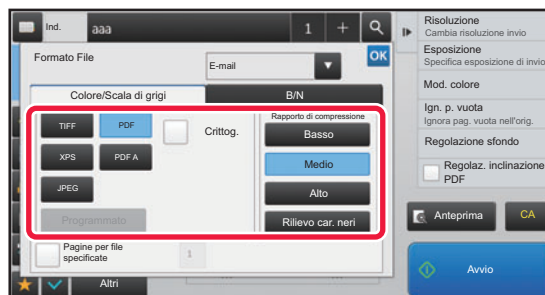 Ind.
aaa
1
Formato File
E-mail
OK
Colore/Scala di grigi
B/N
TIFF
PDF
Crittog.
XPS
PDF A
JPEG
Programmato
Rapporto di compressione
Basso
Medio
Alto
Rilievo car. neri
Pagine per file
specificate
1
Altri
Risoluzione
Cambia risoluzione invio
Esposizione
Specifica esposizione di invio
Mod. colore
Ign. p. vuota
Ignora pag. vuota nell'orig.
Regolazione sfondo
Regolaz. inclinazione
PDF
Anteprima
CA
Avvio